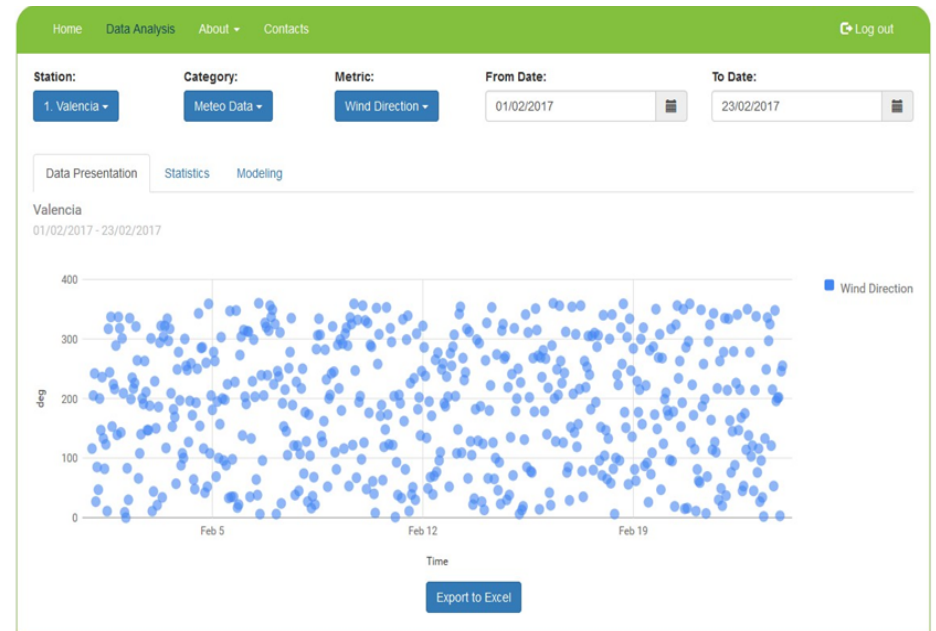 Home Data Analysis About Contacts Log out
Station: Category: Metric: From Date: To Date:
1. Valencia Meteo Data Wind Direction 01/02/2017 23/02/2017
Data Presentation Statistics Modeling
Valencia
01/02/2017 - 23/02/2017
400
Wind Direction
300
deg
200
100
0
Feb 5 Feb 12 Feb 19
Time
Export to Excel